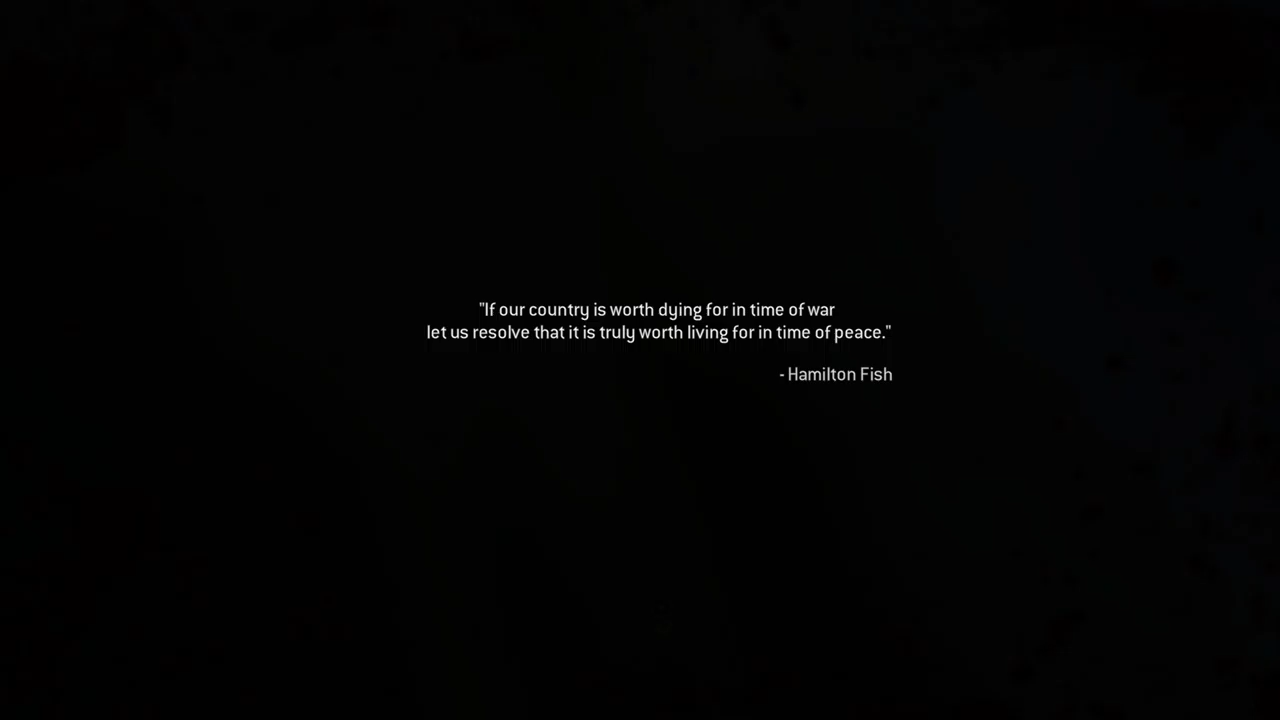 "If our country is worth dying for in time of war
let us resolve that it is truly worth living for in time of peace."
- Hamilton Fish